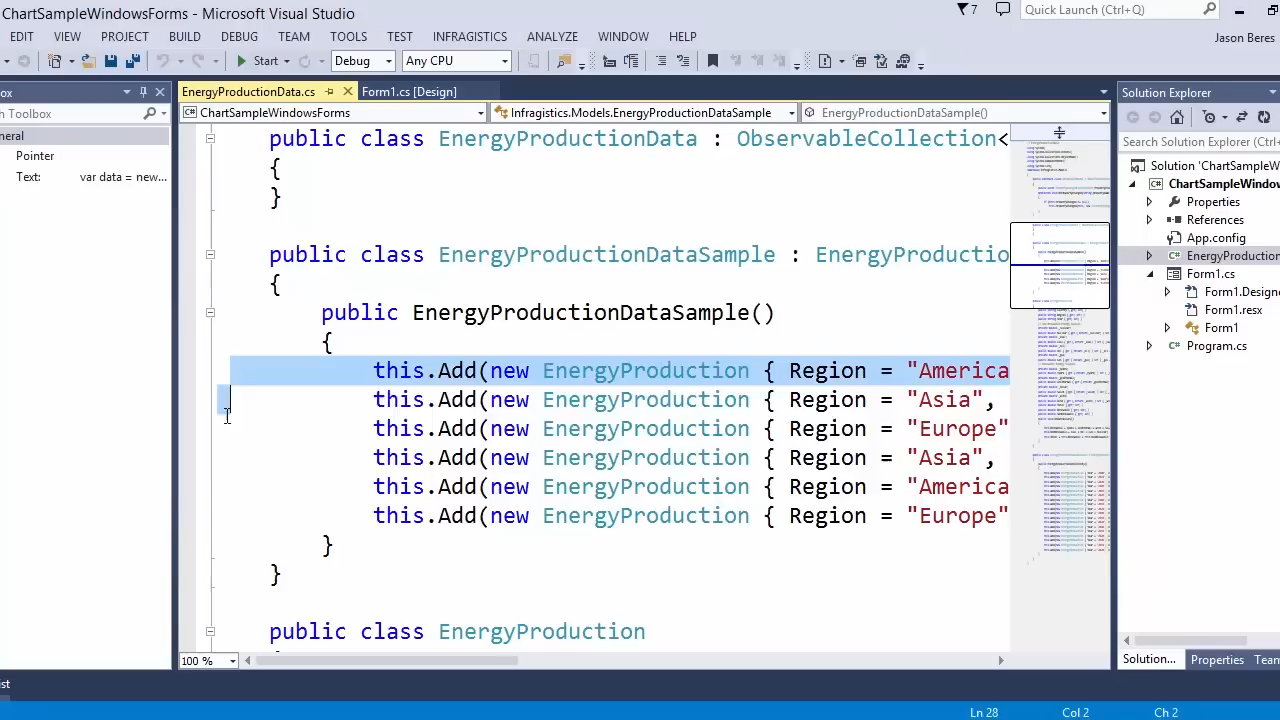 ChartSampleWindowsForms - Microsoft Visual Studio
7
Quick Launch (Ctrl+Q)
EDIT VIEW PROJECT BUILD DEBUG TEAM TOOLS TEST INFRAGISTICS ANALYZE WINDOW HELP
Jason Beres
Start Debug Any CPU
ox
EnergyProductionData.cs
Form1.cs [Design]
Solution Explorer
h Toolbox
C# ChartSampleWindowsForms
Infragistics.Models.EnergyProductionDataSample
EnergyProductionDataSample()
neral
Pointer
Text: var data = new...
Search Solution Explorer (Ctrl+
Solution 'ChartSampleW
C# ChartSampleWindow
Properties
References
App.config
C# EnergyProduction
Form1.cs
Form1.Designe
Form1.resx
C# Program.cs
public class EnergyProductionData : ObservableCollection<
{
}
public class EnergyProductionDataSample : EnergyProductio
{
public EnergyProductionDataSample()
{
this.Add(new EnergyProduction { Region = "America
this.Add(new EnergyProduction { Region = "Asia",
this.Add(new EnergyProduction { Region = "Europe"
this.Add(new EnergyProduction { Region = "Asia",
this.Add(new EnergyProduction { Region = "America
this.Add(new EnergyProduction { Region = "Europe"
}
}
public class EnergyProduction
100 %
Solution... Properties Team
ist
Ln 28 Col 2 Ch 2